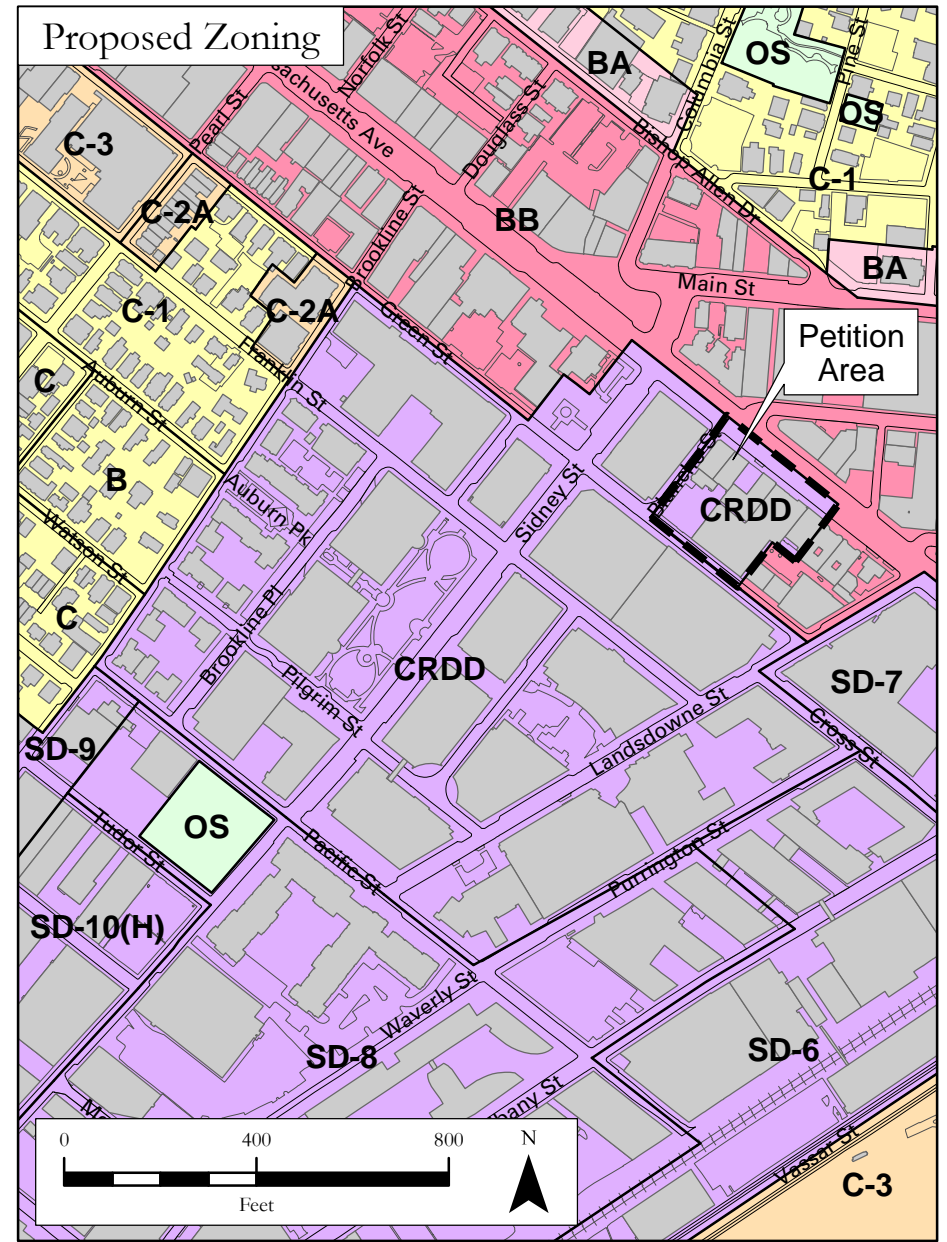 Proposed Zoning
Norfolk St
BA
Columbia St
OS
Pine St
sachusetts Ave
Pearl St
Douglass St
OS
Bishop Allen Dr
C-3
C-1
C-2A
Brookline St
BB
BA
Main St
C-1
C-2A
Green St
Petition
Area
Franklin St
C
Auburn St
B
Auburn Pk
Sidney St
CRDD
Watson St
C
Brookline Pl
CRDD
Pilgrim St
SD-7
Landsdowne St
Cross St
SD-9
OS
Tudor St
Pacific St
Purrington St
SD-10(H)
Waverly St
SD-8
SD-6
bany St
Vassar St
C-3
0
400
800
N
Feet